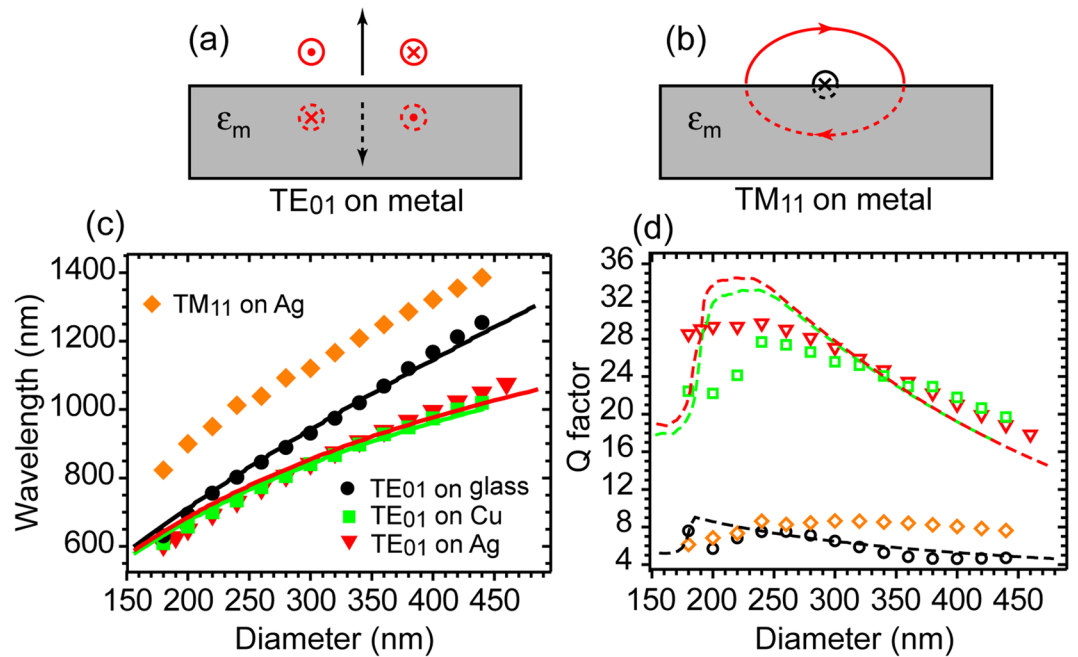 (a)
εm
TE01 on metal
(b)
εm
TM11 on metal
(c)
Wavelength (nm)
1400
1200
1000
800
600
TM11 on Ag
TE01 on glass
TE01 on Cu
TE01 on Ag
150 200 250 300 350 400 450
Diameter (nm)
(d)
Q factor
36
32
28
24
20
16
12
8
4
150 200 250 300 350 400 450
Diameter (nm)